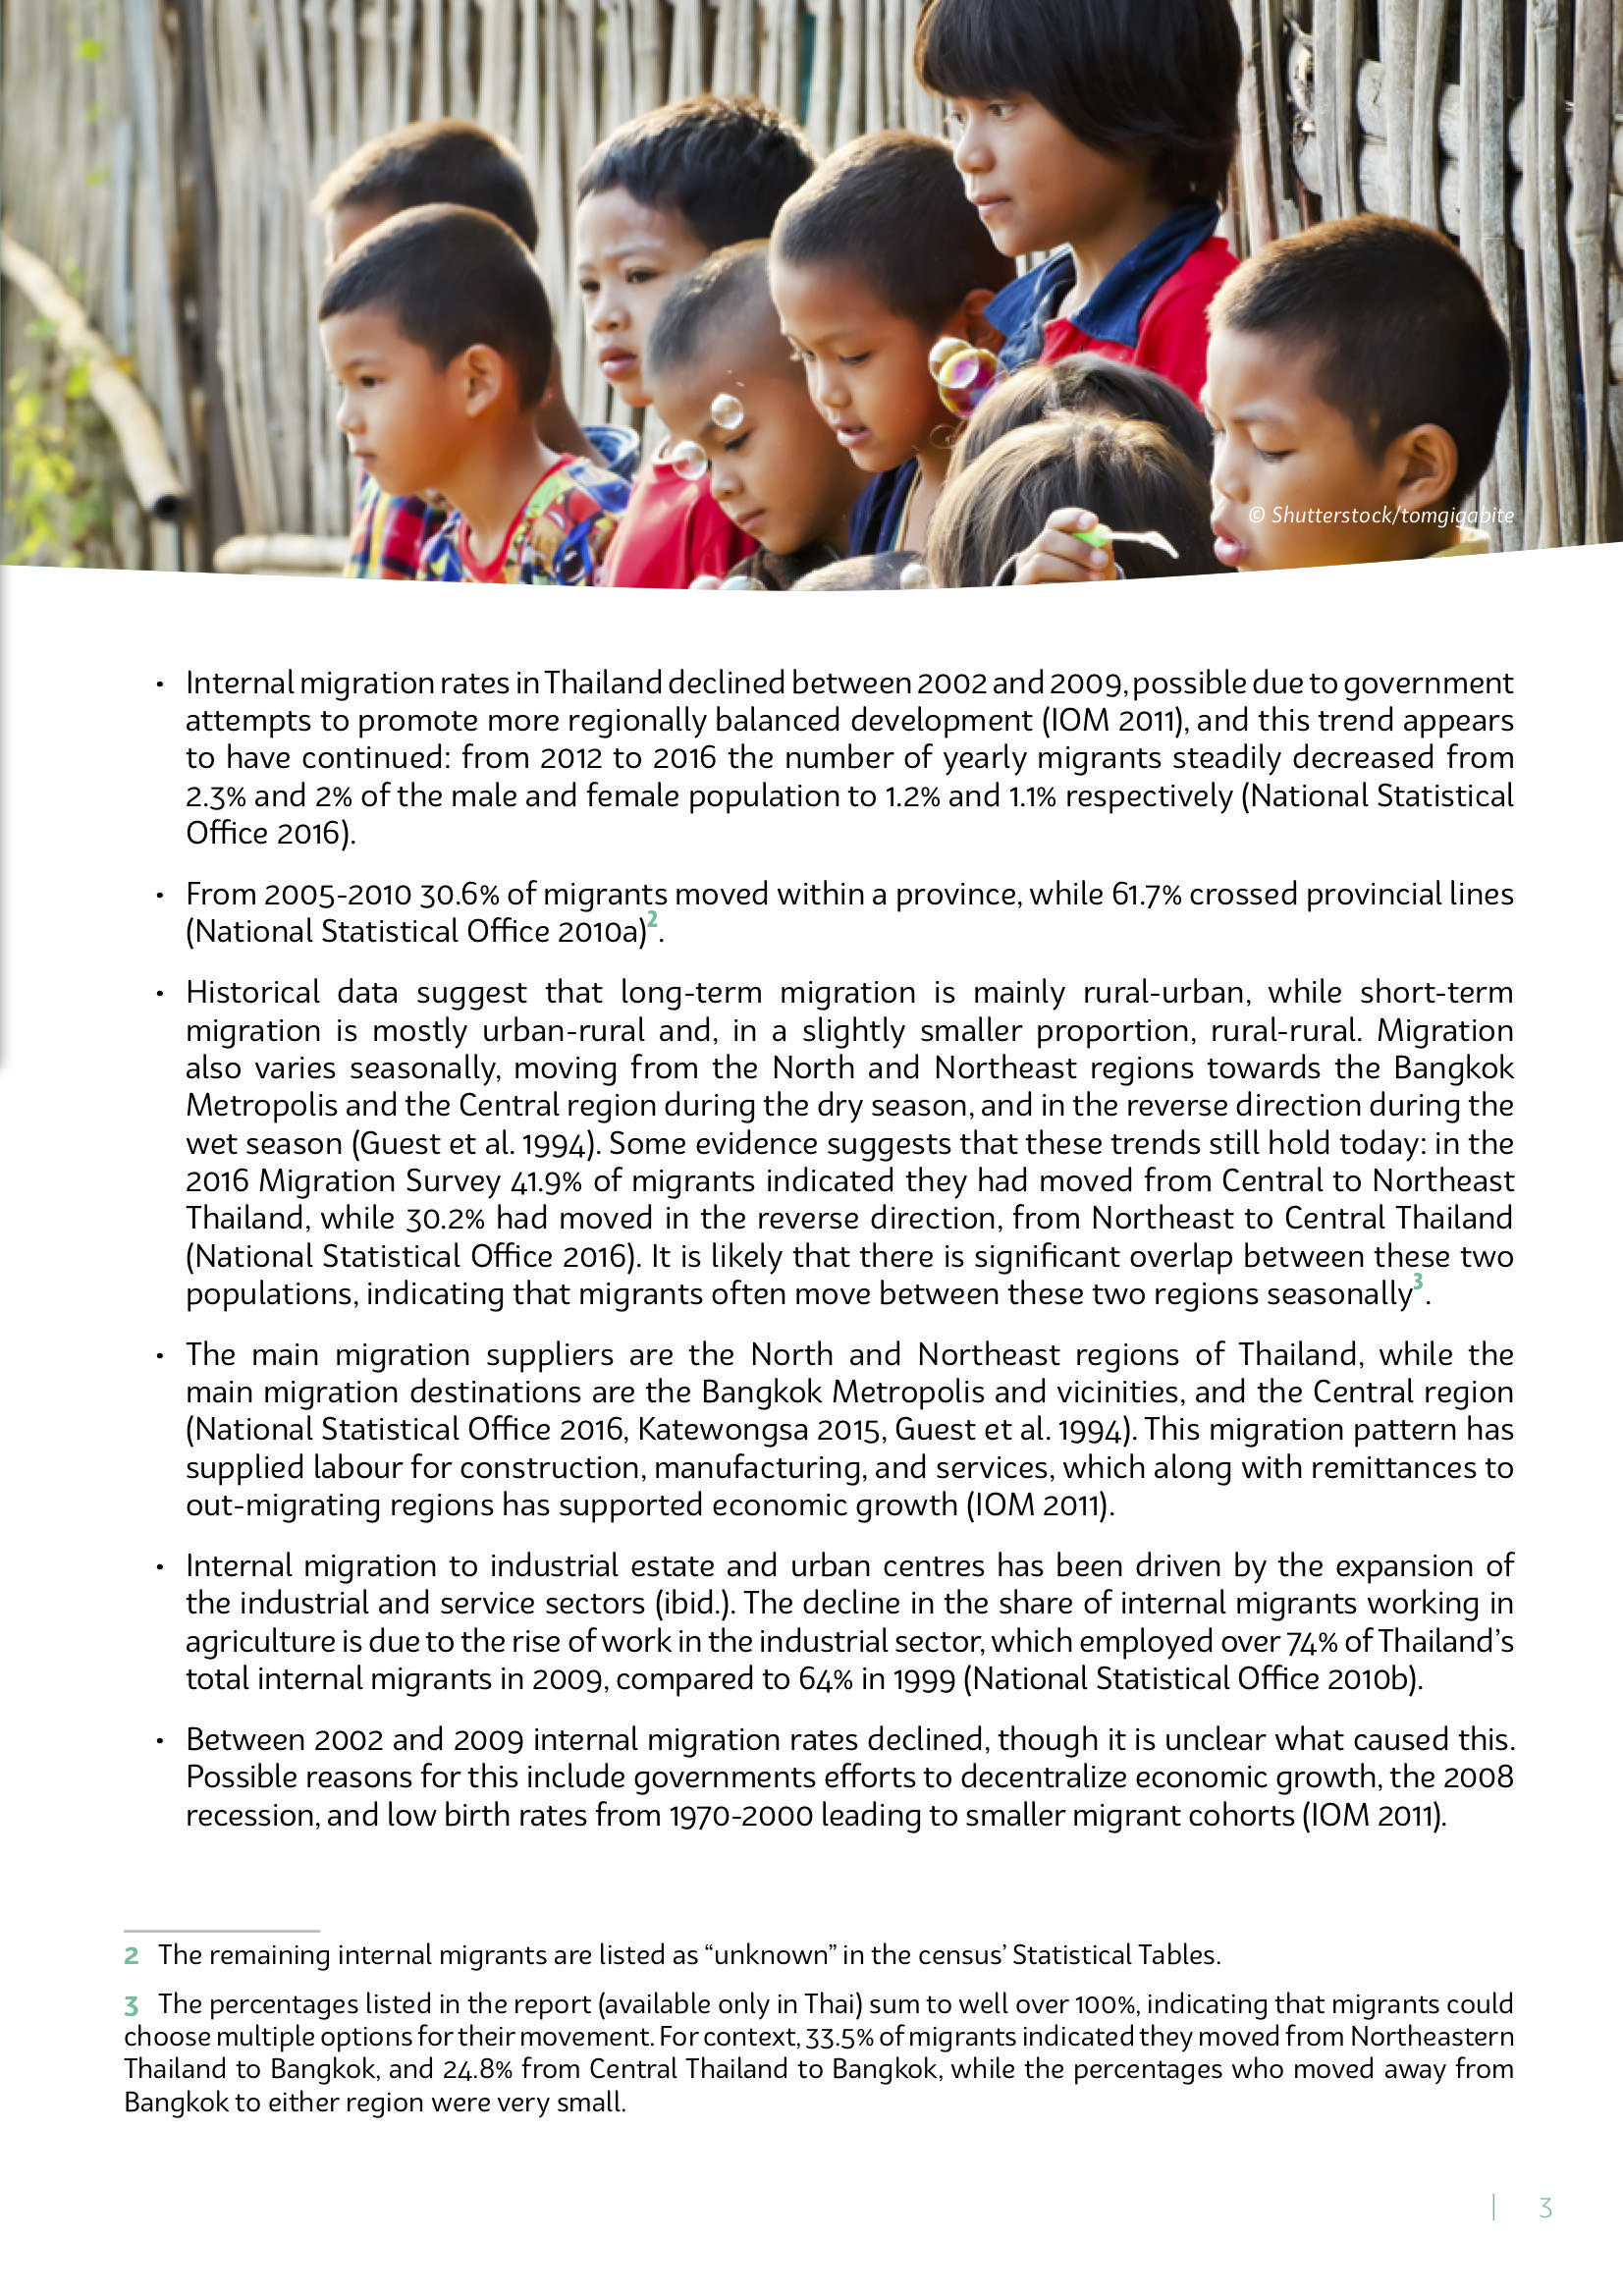 © Shutterstock/tomgigabite
• Internal migration rates in Thailand declined between 2002 and 2009, possible due to government
attempts to promote more regionally balanced development (IOM 2011), and this trend appears
to have continued: from 2012 to 2016 the number of yearly migrants steadily decreased from
2.3% and 2% of the male and female population to 1.2% and 1.1% respectively (National Statistical
Office 2016).
• From 2005-2010 30.6% of migrants moved within a province, while 61.7% crossed provincial lines
(National Statistical Office 2010a)2.
• Historical data suggest that long-term migration is mainly rural-urban, while short-term
migration is mostly urban-rural and, in a slightly smaller proportion, rural-rural. Migration
also varies seasonally, moving from the North and Northeast regions towards the Bangkok
Metropolis and the Central region during the dry season, and in the reverse direction during the
wet season (Guest et al. 1994). Some evidence suggests that these trends still hold today: in the
2016 Migration Survey 41.9% of migrants indicated they had moved from Central to Northeast
Thailand, while 30.2% had moved in the reverse direction, from Northeast to Central Thailand
(National Statistical Office 2016). It is likely that there is significant overlap between these two
populations, indicating that migrants often move between these two regions seasonally3.
• The main migration suppliers are the North and Northeast regions of Thailand, while the
main migration destinations are the Bangkok Metropolis and vicinities, and the Central region
(National Statistical Office 2016, Katewongsa 2015, Guest et al. 1994). This migration pattern has
supplied labour for construction, manufacturing, and services, which along with remittances to
out-migrating regions has supported economic growth (IOM 2011).
• Internal migration to industrial estate and urban centres has been driven by the expansion of
the industrial and service sectors (ibid.). The decline in the share of internal migrants working in
agriculture is due to the rise of work in the industrial sector, which employed over 74% of Thailand’s
total internal migrants in 2009, compared to 64% in 1999 (National Statistical Office 2010b).
• Between 2002 and 2009 internal migration rates declined, though it is unclear what caused this.
Possible reasons for this include governments efforts to decentralize economic growth, the 2008
recession, and low birth rates from 1970-2000 leading to smaller migrant cohorts (IOM 2011).
2 The remaining internal migrants are listed as “unknown” in the census’ Statistical Tables.
3 The percentages listed in the report (available only in Thai) sum to well over 100%, indicating that migrants could
choose multiple options for their movement. For context, 33.5% of migrants indicated they moved from Northeastern
Thailand to Bangkok, and 24.8% from Central Thailand to Bangkok, while the percentages who moved away from
Bangkok to either region were very small.
| 3